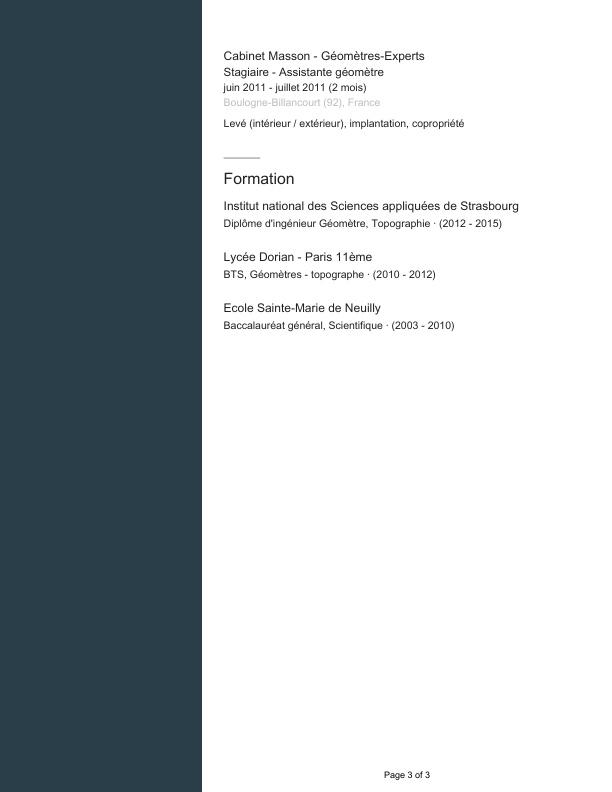 Cabinet Masson - Géomètres-Experts
Stagiaire - Assistante géomètre
juin 2011 - juillet 2011 (2 mois)
Boulogne-Billancourt (92), France
Levé (intérieur / extérieur), implantation, copropriété
Formation
Institut national des Sciences appliquées de Strasbourg
Diplôme d'ingénieur Géomètre, Topographie · (2012 - 2015)
Lycée Dorian - Paris 11ème
BTS, Géomètres - topographe · (2010 - 2012)
Ecole Sainte-Marie de Neuilly
Baccalauréat général, Scientifique · (2003 - 2010)
Page 3 of 3